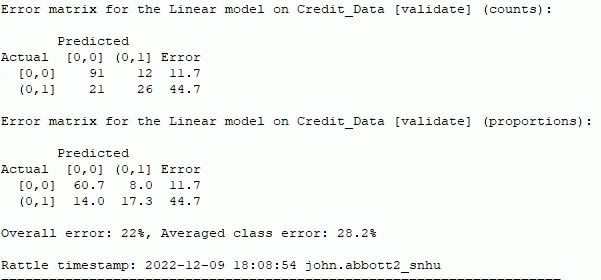 Error matrix for the Linear model on Credit_Data [validate] (counts):
Predicted
Actual [0,0] (0,1] Error
[0,0] 91 12 11.7
(0,1] 21 26 44.7
Error matrix for the Linear model on Credit_Data [validate] (proportions):
Predicted
Actual [0,0] (0,1] Error
[0,0] 60.7 8.0 11.7
(0,1] 14.0 17.3 44.7
Overall error: 22%, Averaged class error: 28.2%
Rattle timestamp: 2022-12-09 18:08:54 john.abbott2_snhu